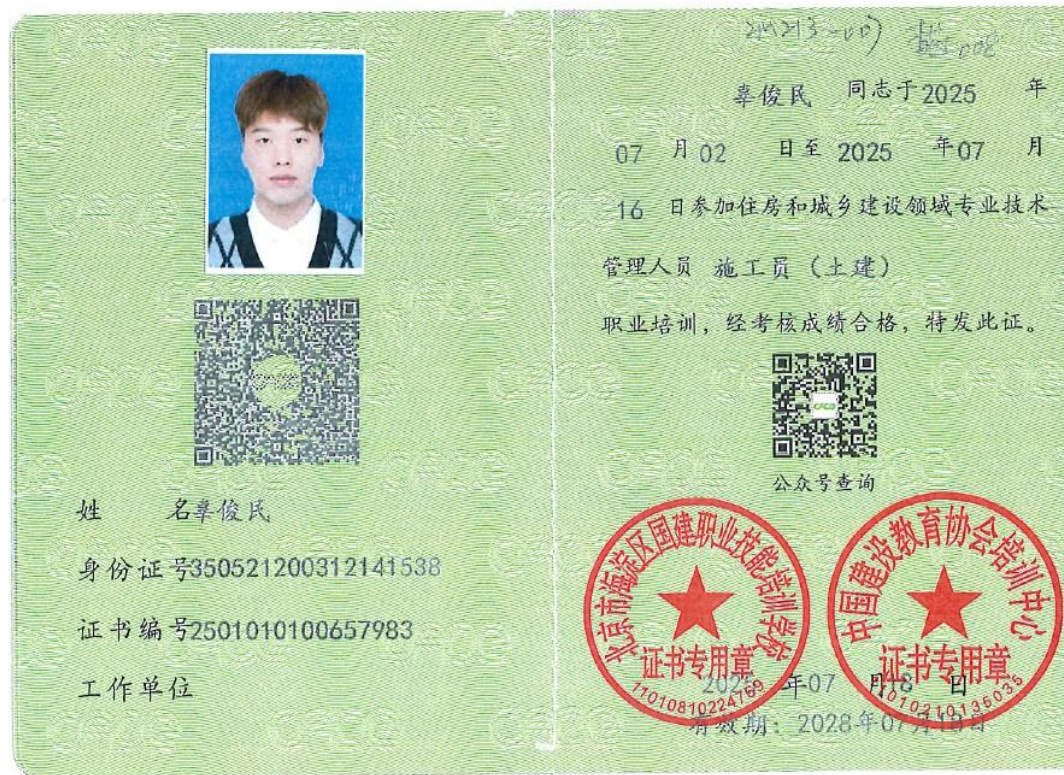 姓 名辜俊民
身份证号350521200312141538
证书编号2501010100657983
工作单位
辜俊民 同志于2025 年
07 月02 日至 2025 年07 月
16 日参加住房和城乡建设领域专业技术
管理人员 施工员（土建）
职业培训，经考核成绩合格，特发此证。
公众号查询
北京市海淀区国建职业技能培训学校
证书专用章
11010810224769
中国建设教育协会培训中心
证书专用章
2025 年07 月18 日
有效期：2028年07月18日